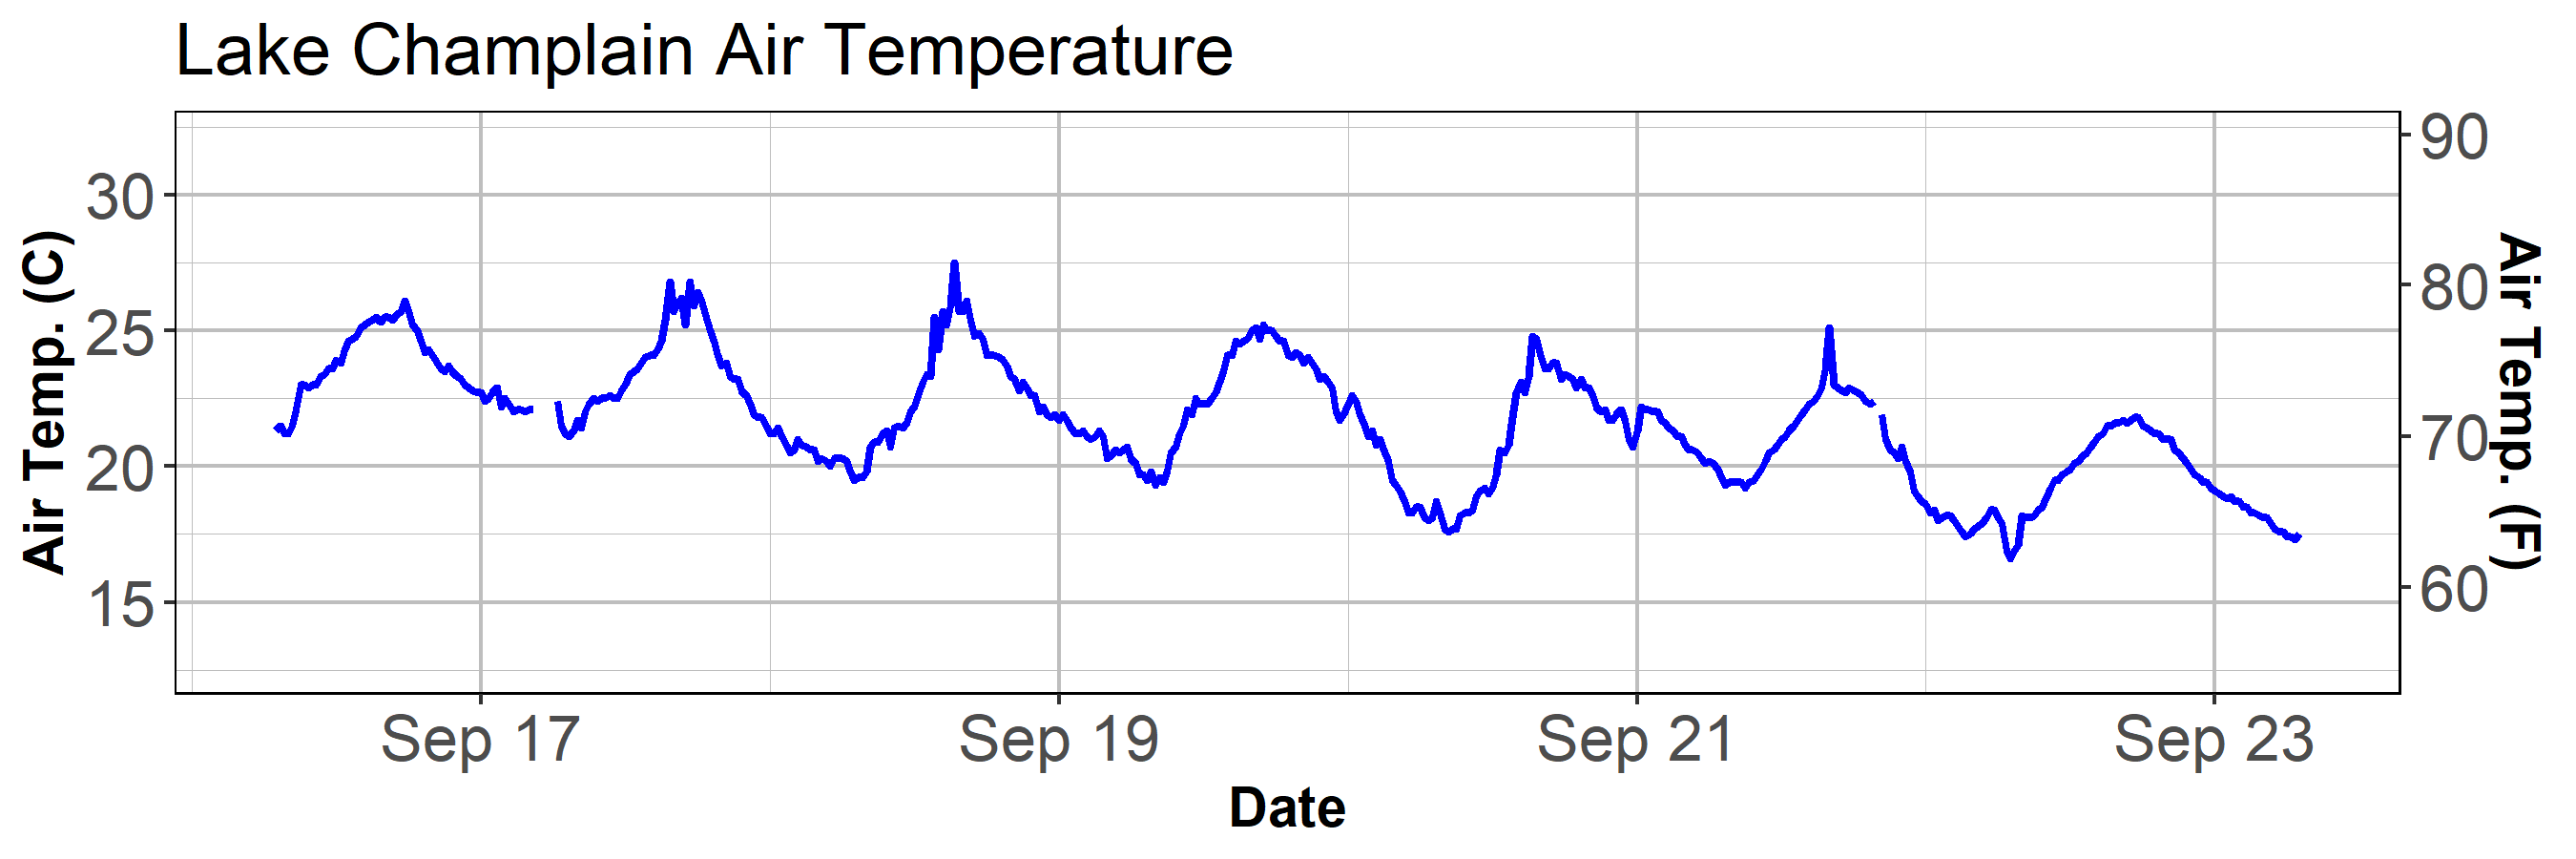 Lake Champlain Air Temperature
Air Temp. (C)
30
25
20
15
90
80
70
60
Air Temp. (F)
Sep 17
Sep 19
Sep 21
Sep 23
Date